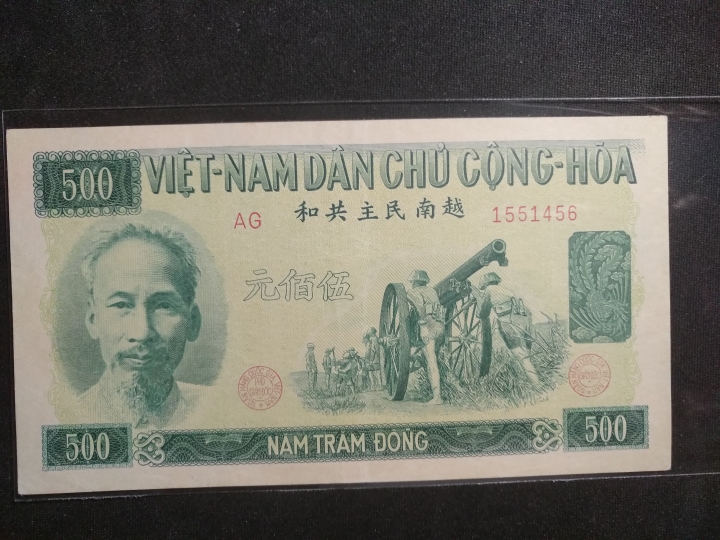 500
VIỆT-NAM DÂN CHỦ CỘNG-HÒA
和共主民南越
AG 1551456
元佰伍
500 NĂM TRĂM ĐỒNG 500